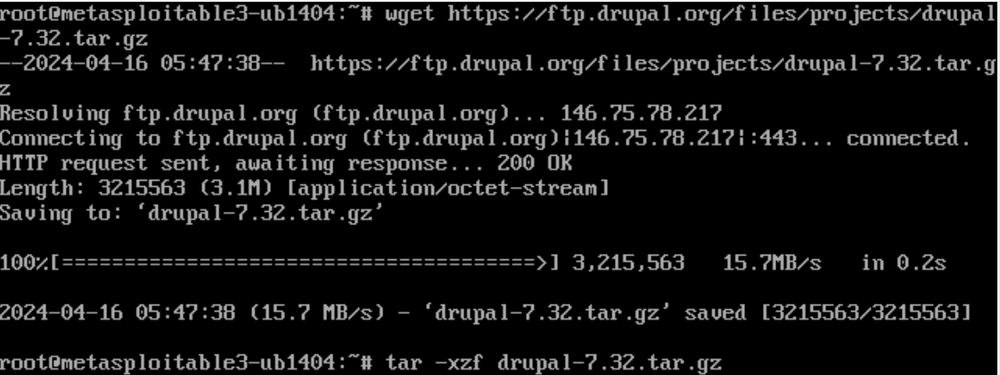 root@metasploitable3-ub1404:~# wget https://ftp.drupal.org/files/projects/drupal
-7.32.tar.gz
--2024-04-16 05:47:38--  https://ftp.drupal.org/files/projects/drupal-7.32.tar.g
z
Resolving ftp.drupal.org (ftp.drupal.org)... 146.75.78.217
Connecting to ftp.drupal.org (ftp.drupal.org)|146.75.78.217|:443... connected.
HTTP request sent, awaiting response... 200 OK
Length: 3215563 (3.1M) [application/octet-stream]
Saving to: ‘drupal-7.32.tar.gz’
100%[======================================>] 3,215,563   15.7MB/s   in 0.2s
2024-04-16 05:47:38 (15.7 MB/s) - ‘drupal-7.32.tar.gz’ saved [3215563/3215563]
root@metasploitable3-ub1404:~# tar -xzf drupal-7.32.tar.gz